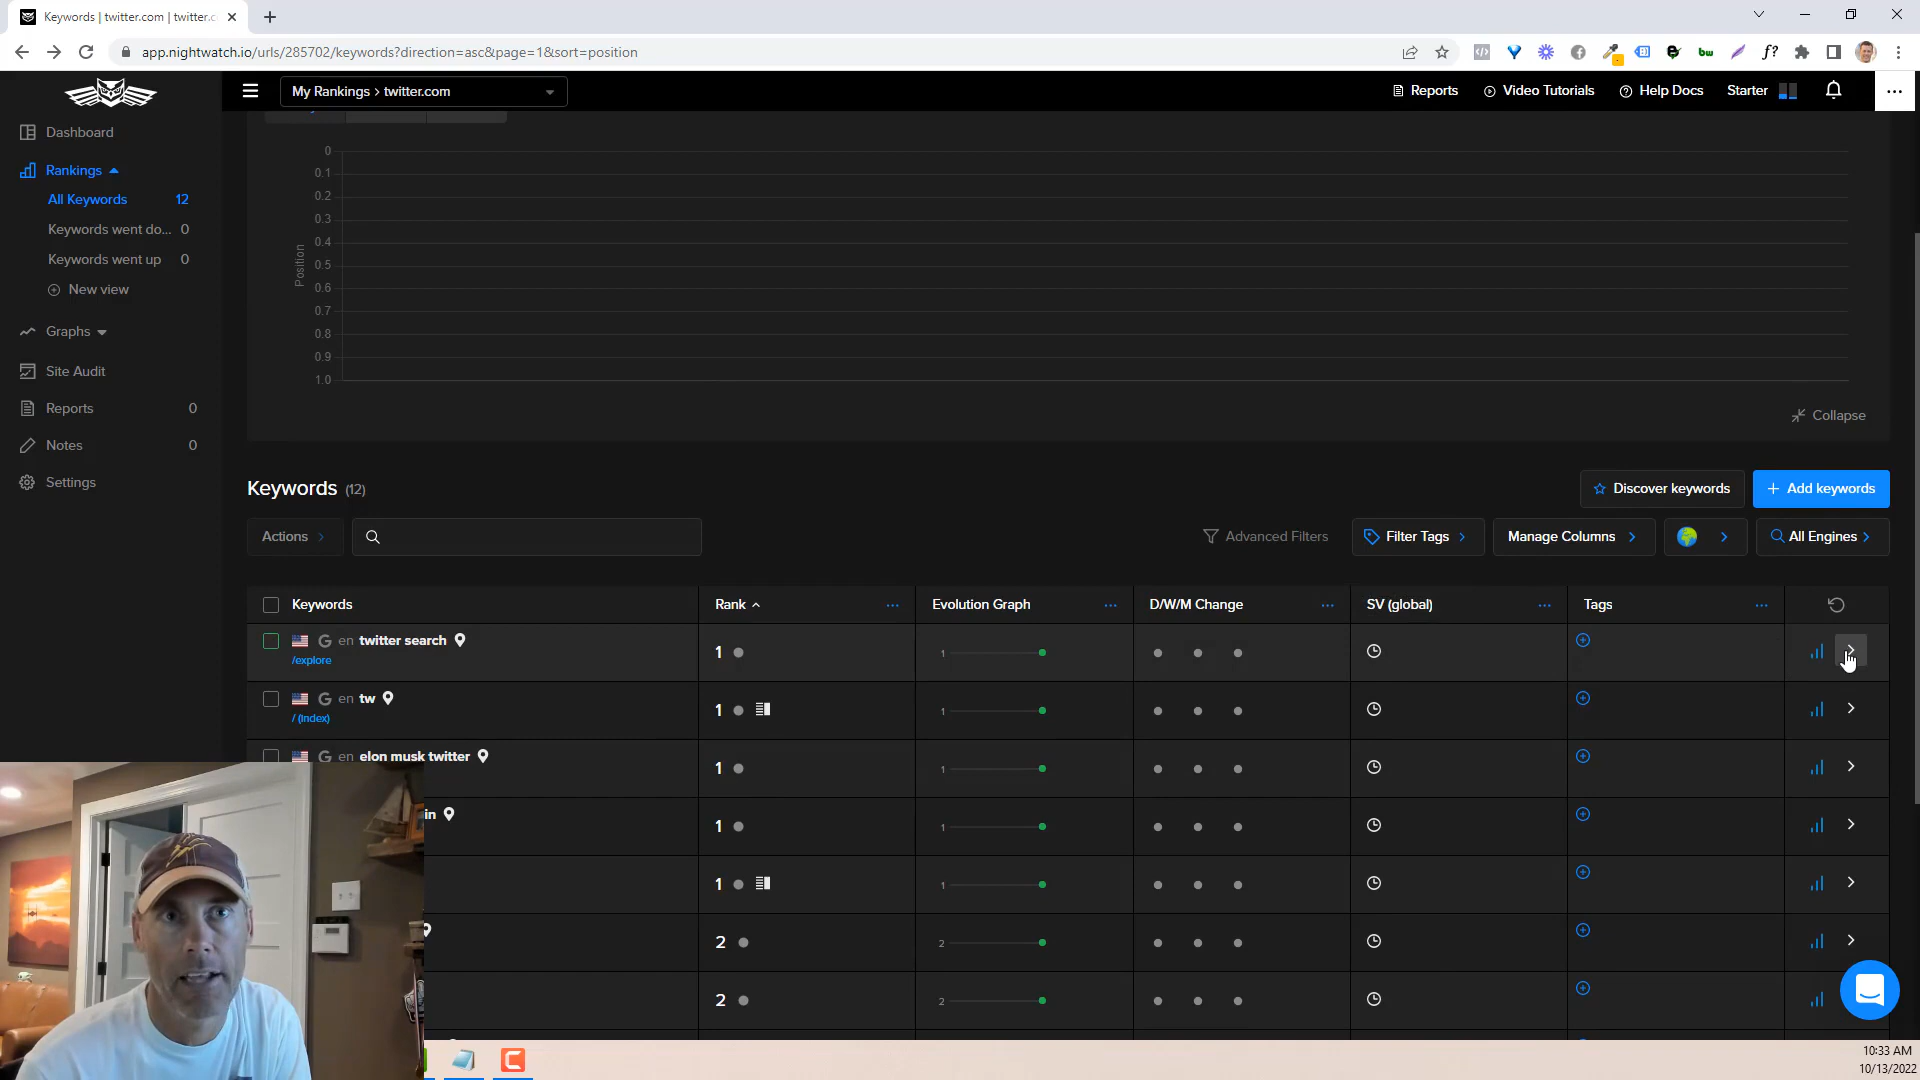 Keywords | twitter.com | twitter.c
app.nightwatch.io/urls/285702/keywords?direction=asc&page=1&sort=position
My Rankings > twitter.com
Reports
Video Tutorials
Help Docs
Starter
Dashboard
Rankings
All Keywords 12
Keywords went do... 0
Keywords went up 0
New view
Graphs
Site Audit
Reports 0
Notes 0
Settings
Position
0
0.1
0.2
0.3
0.4
0.5
0.6
0.7
0.8
0.9
1.0
Collapse
Keywords (12)
Discover keywords
+ Add keywords
Actions
Advanced Filters
Filter Tags
Manage Columns
All Engines
Keywords Rank Evolution Graph D/W/M Change SV (global) Tags
G en twitter search 1 1
/explore
G en tw 1 1
/ (index)
G en elon musk twitter 1 1
in 1 1
1 1
2 2
2 2
10:33 AM
10/13/2022